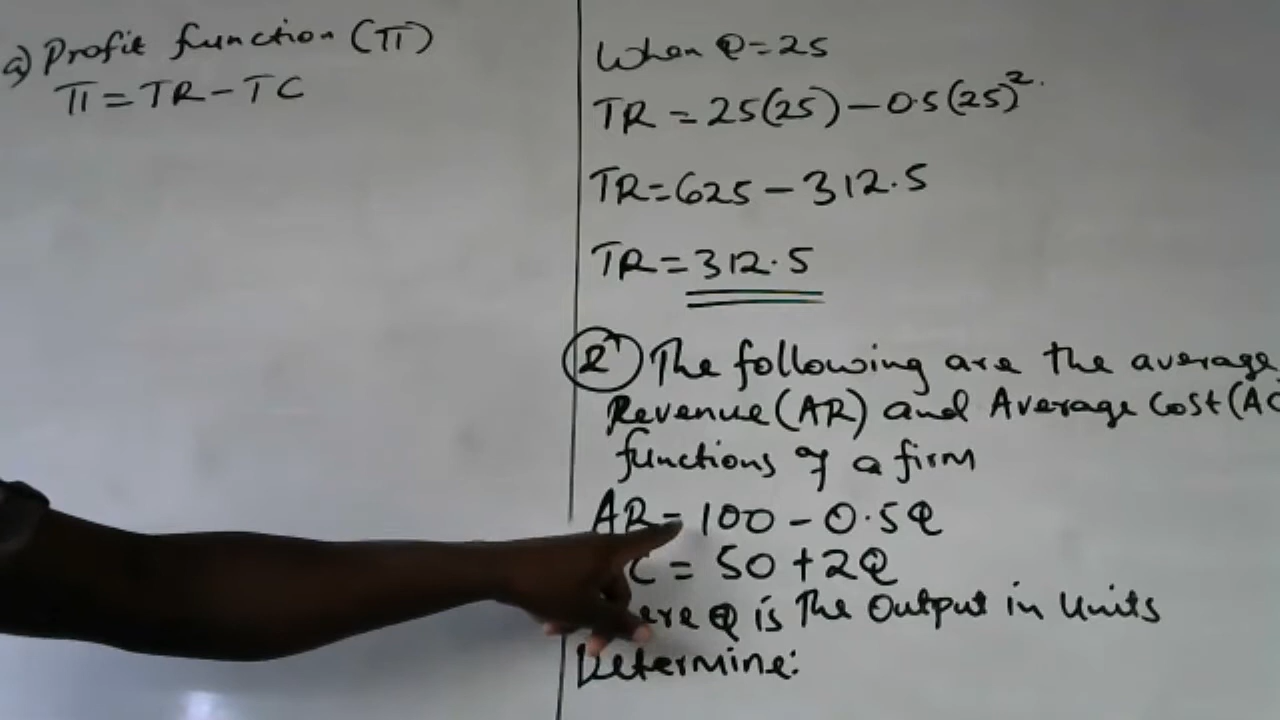 a) Profit function (π)
π = TR - TC
When Q = 25
TR = 25(25) - 0.5(25)².
TR = 625 - 312.5
TR = 312.5
2 The following are the average
Revenue (AR) and Average Cost (AC
functions of a firm
AR = 100 - 0.5Q
C = 50 + 2Q
ere Q is The Output in Units
Determine: